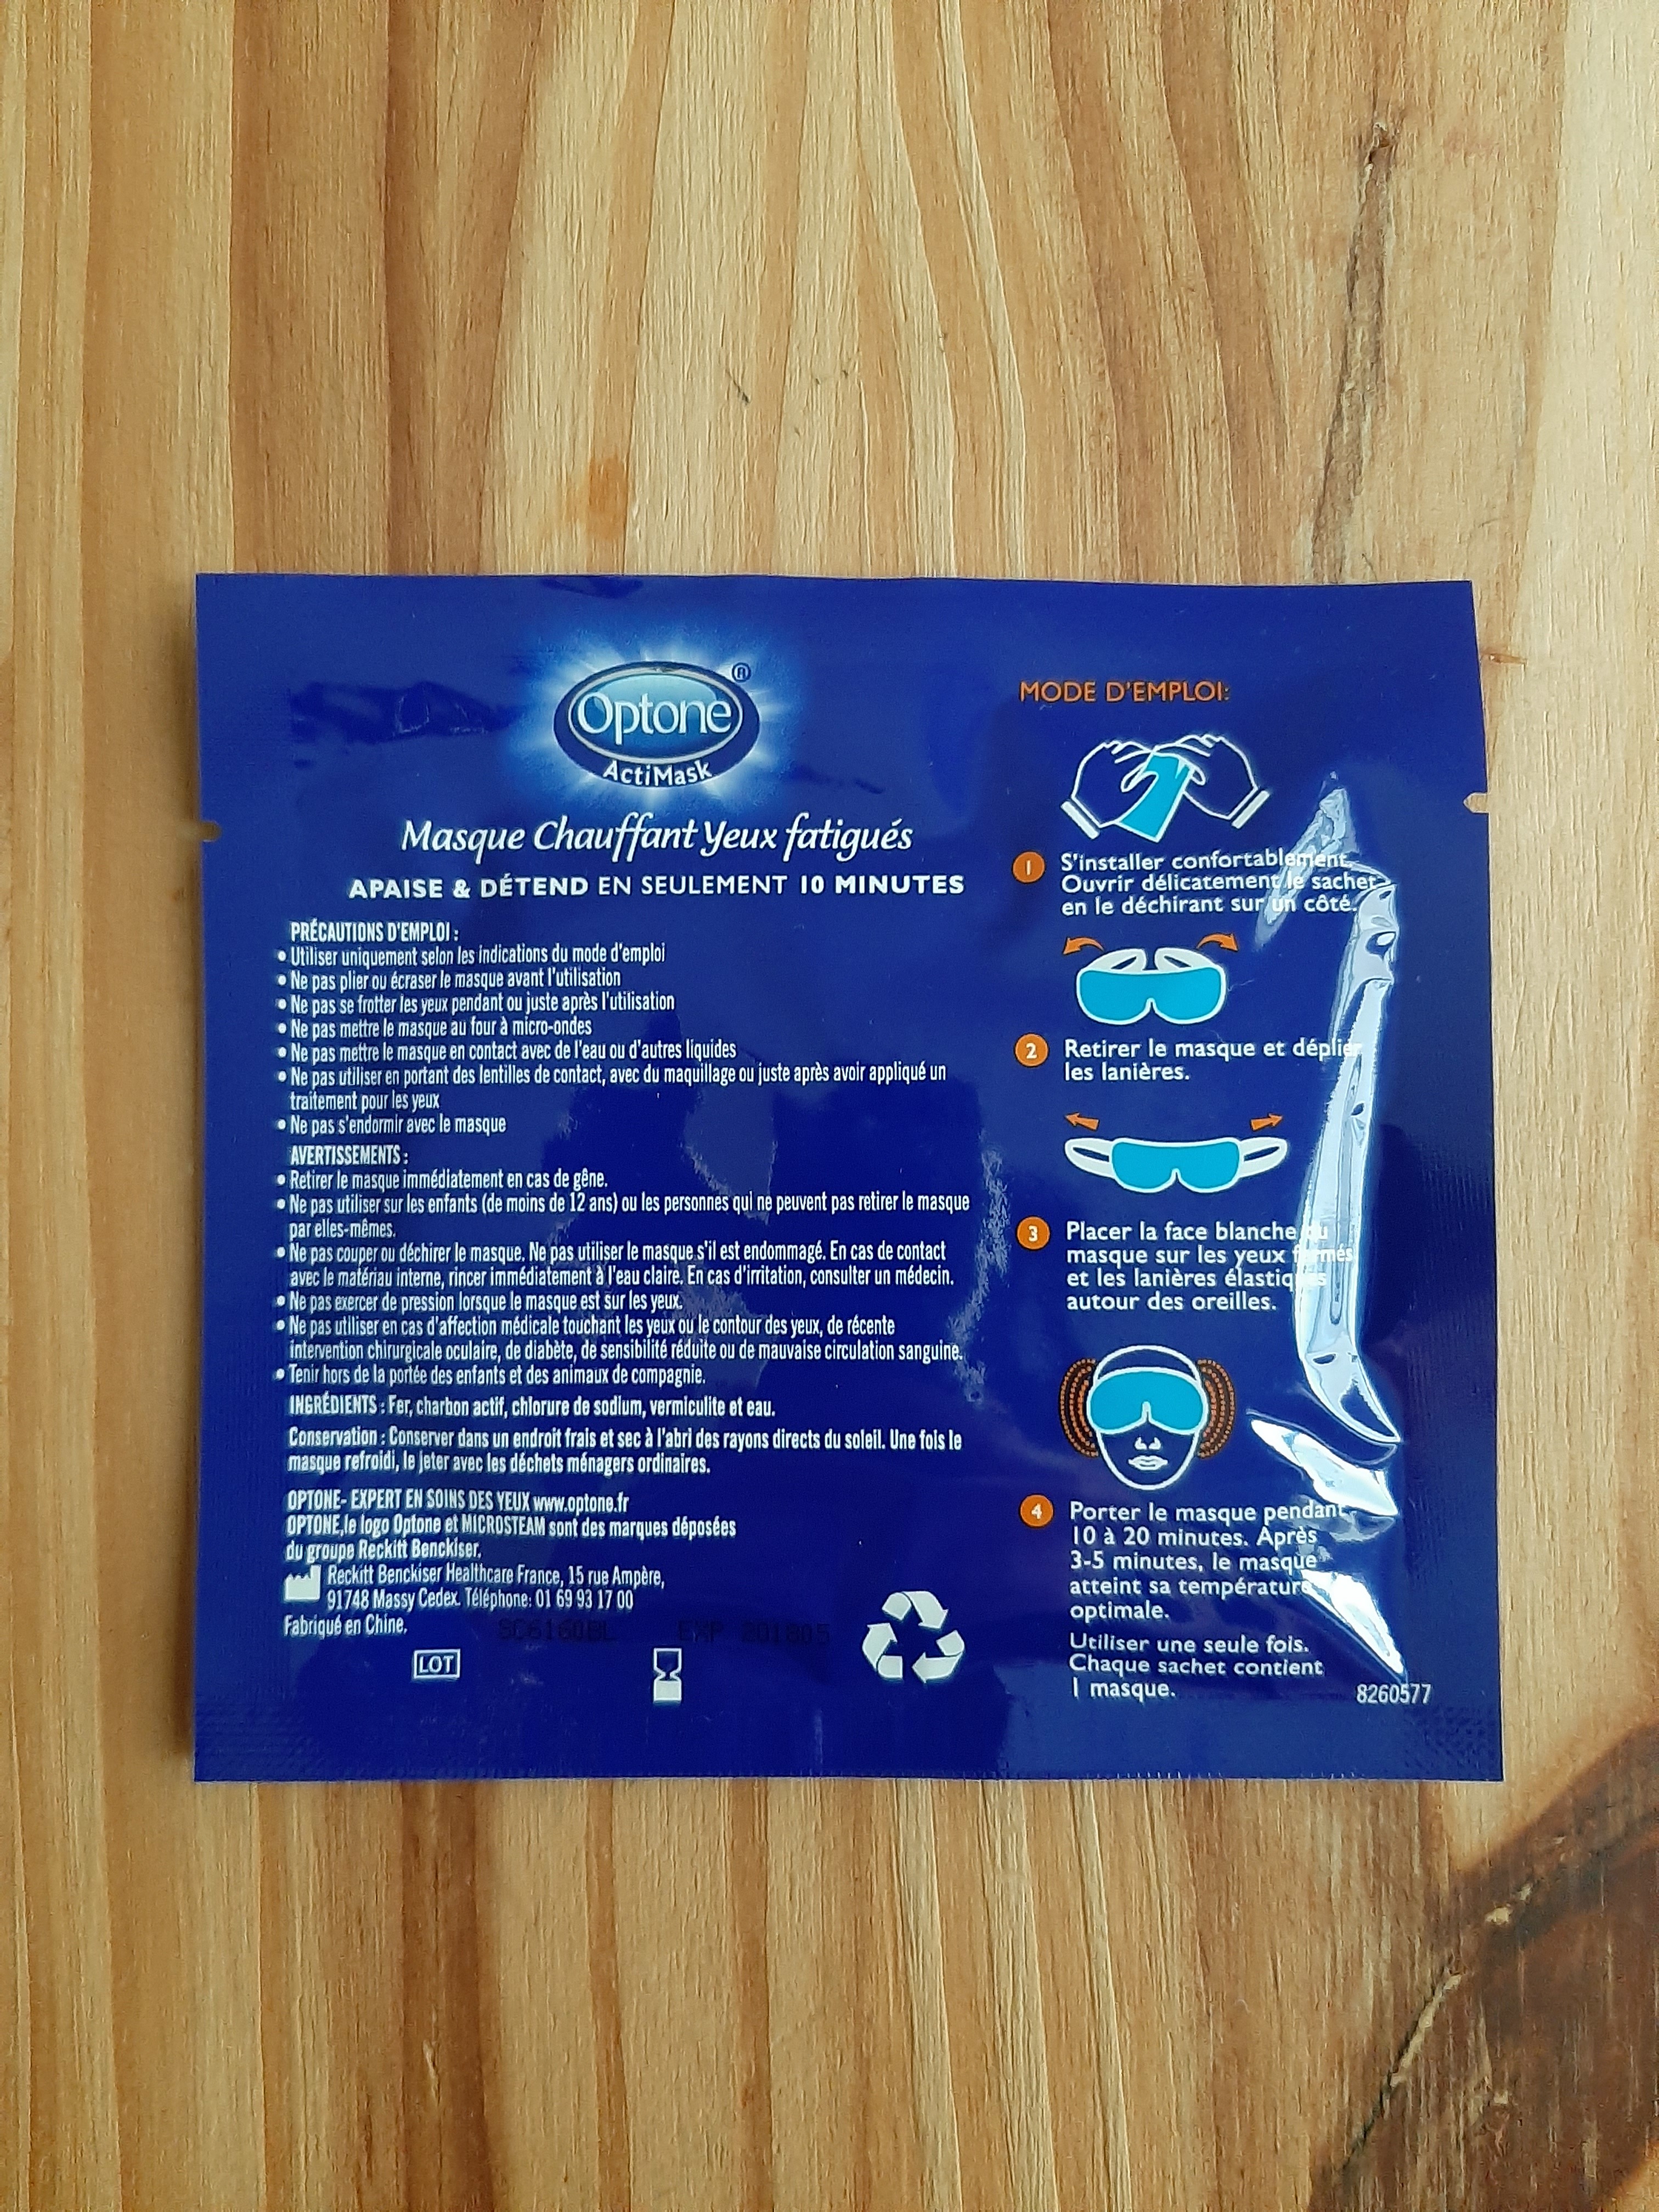 Optone®
ActiMask
Masque Chauffant Yeux fatigués
APAISE & DÉTEND EN SEULEMENT 10 MINUTES
PRÉCAUTIONS D'EMPLOI :
• Utiliser uniquement selon les indications du mode d'emploi
• Ne pas plier ou écraser le masque avant l'utilisation
• Ne pas se frotter les yeux pendant ou juste après l'utilisation
• Ne pas mettre le masque au four à micro-ondes
• Ne pas mettre le masque en contact avec de l'eau ou d'autres liquides
• Ne pas utiliser en portant des lentilles de contact, avec du maquillage ou juste après avoir appliqué un
traitement pour les yeux
• Ne pas s'endormir avec le masque
AVERTISSEMENTS :
• Retirer le masque immédiatement en cas de gêne.
• Ne pas utiliser sur les enfants (de moins de 12 ans) ou les personnes qui ne peuvent pas retirer le masque
par elles-mêmes.
• Ne pas couper ou déchirer le masque. Ne pas utiliser le masque s'il est endommagé. En cas de contact
avec le matériau interne, rincer immédiatement à l'eau claire. En cas d'irritation, consulter un médecin.
• Ne pas exercer de pression lorsque le masque est sur les yeux.
• Ne pas utiliser en cas d'affection médicale touchant les yeux ou le contour des yeux, de récente
intervention chirurgicale oculaire, de diabète, de sensibilité réduite ou de mauvaise circulation sanguine.
• Tenir hors de la portée des enfants et des animaux de compagnie.
INGRÉDIENTS : Fer, charbon actif, chlorure de sodium, vermiculite et eau.
Conservation : Conserver dans un endroit frais et sec à l'abri des rayons directs du soleil. Une fois le
masque refroidi, le jeter avec les déchets ménagers ordinaires.
OPTONE- EXPERT EN SOINS DES YEUX www.optone.fr
OPTONE,le logo Optone et MICROSTEAM sont des marques déposées
du groupe Reckitt Benckiser.
Reckitt Benckiser Healthcare France, 15 rue Ampère,
91748 Massy Cedex. Téléphone: 01 69 93 17 00
Fabriqué en Chine.
EXP 201805
LOT
MODE D'EMPLOI:
1 S'installer confortablement.
Ouvrir délicatement le sachet
en le déchirant sur un côté.
2 Retirer le masque et déplier
les lanières.
3 Placer la face blanche du
masque sur les yeux fermés
et les lanières élastiques
autour des oreilles.
4 Porter le masque pendant
10 à 20 minutes. Après
3-5 minutes, le masque
atteint sa température
optimale.
Utiliser une seule fois.
Chaque sachet contient
1 masque.
8260577